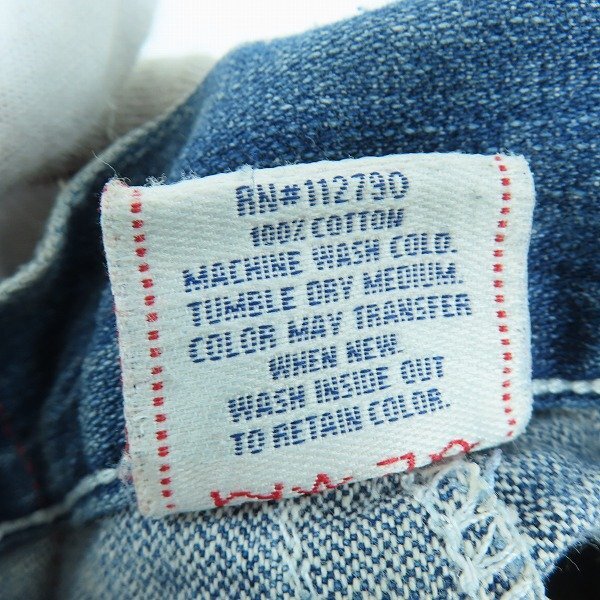 RN#112790
100% COTTON
MACHINE WASH COLD.
TUMBLE DRY MEDIUM.
COLOR MAY TRANSFER
WHEN NEW.
WASH INSIDE OUT
TO RETAIN COLOR.